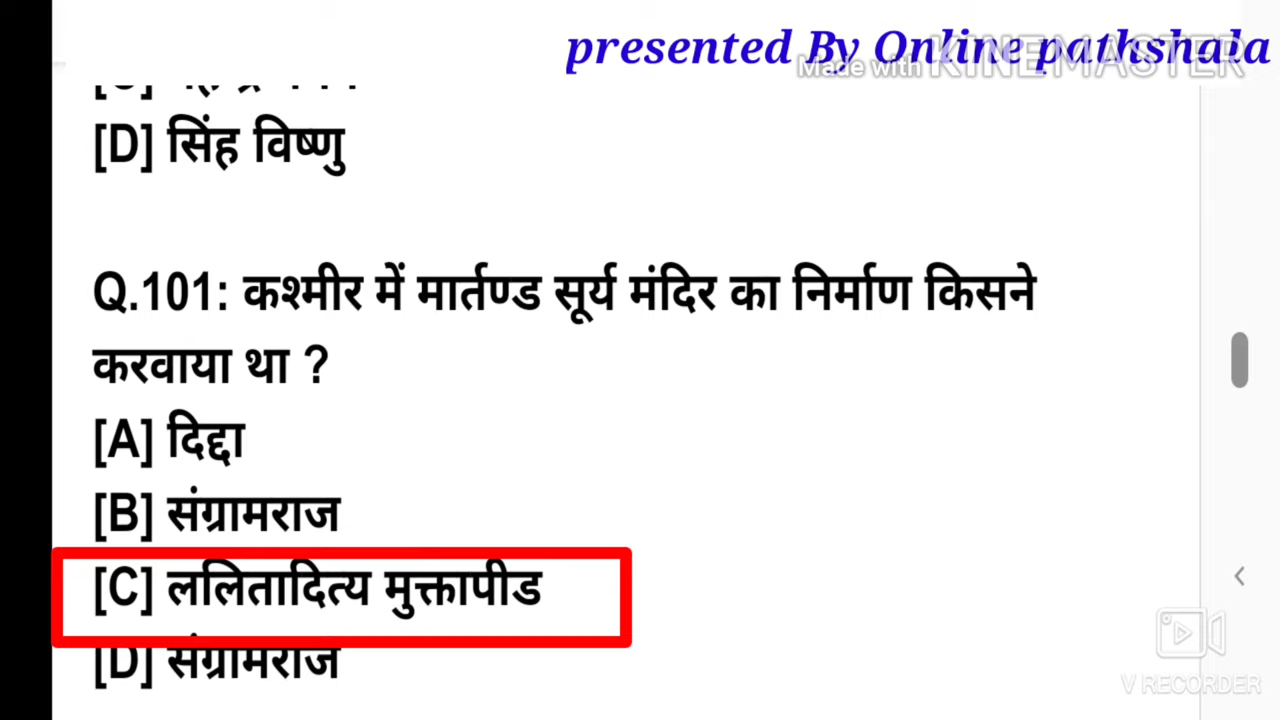 presented By Online pathshala
Made with KINEMASTER
[D] सिंह विष्णु
Q.101: कश्मीर में मार्तण्ड सूर्य मंदिर का निर्माण किसने
करवाया था ?
[A] दिद्दा
[B] संग्रामराज
[C] ललितादित्य मुक्तापीड
[D] संग्रामराज
V RECORDER